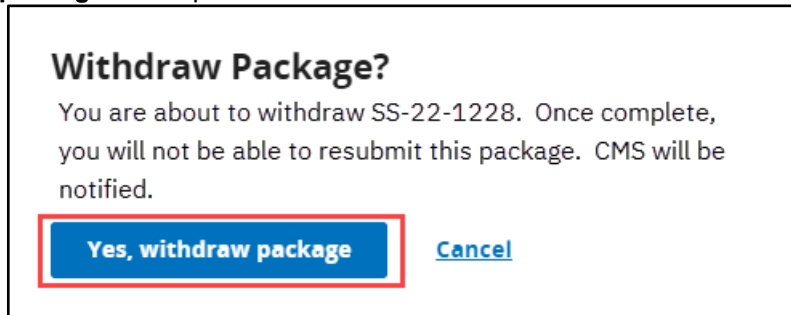 Withdraw Package?
You are about to withdraw SS-22-1228.  Once complete,
you will not be able to resubmit this package.  CMS will be
notified.
Yes, withdraw package
Cancel